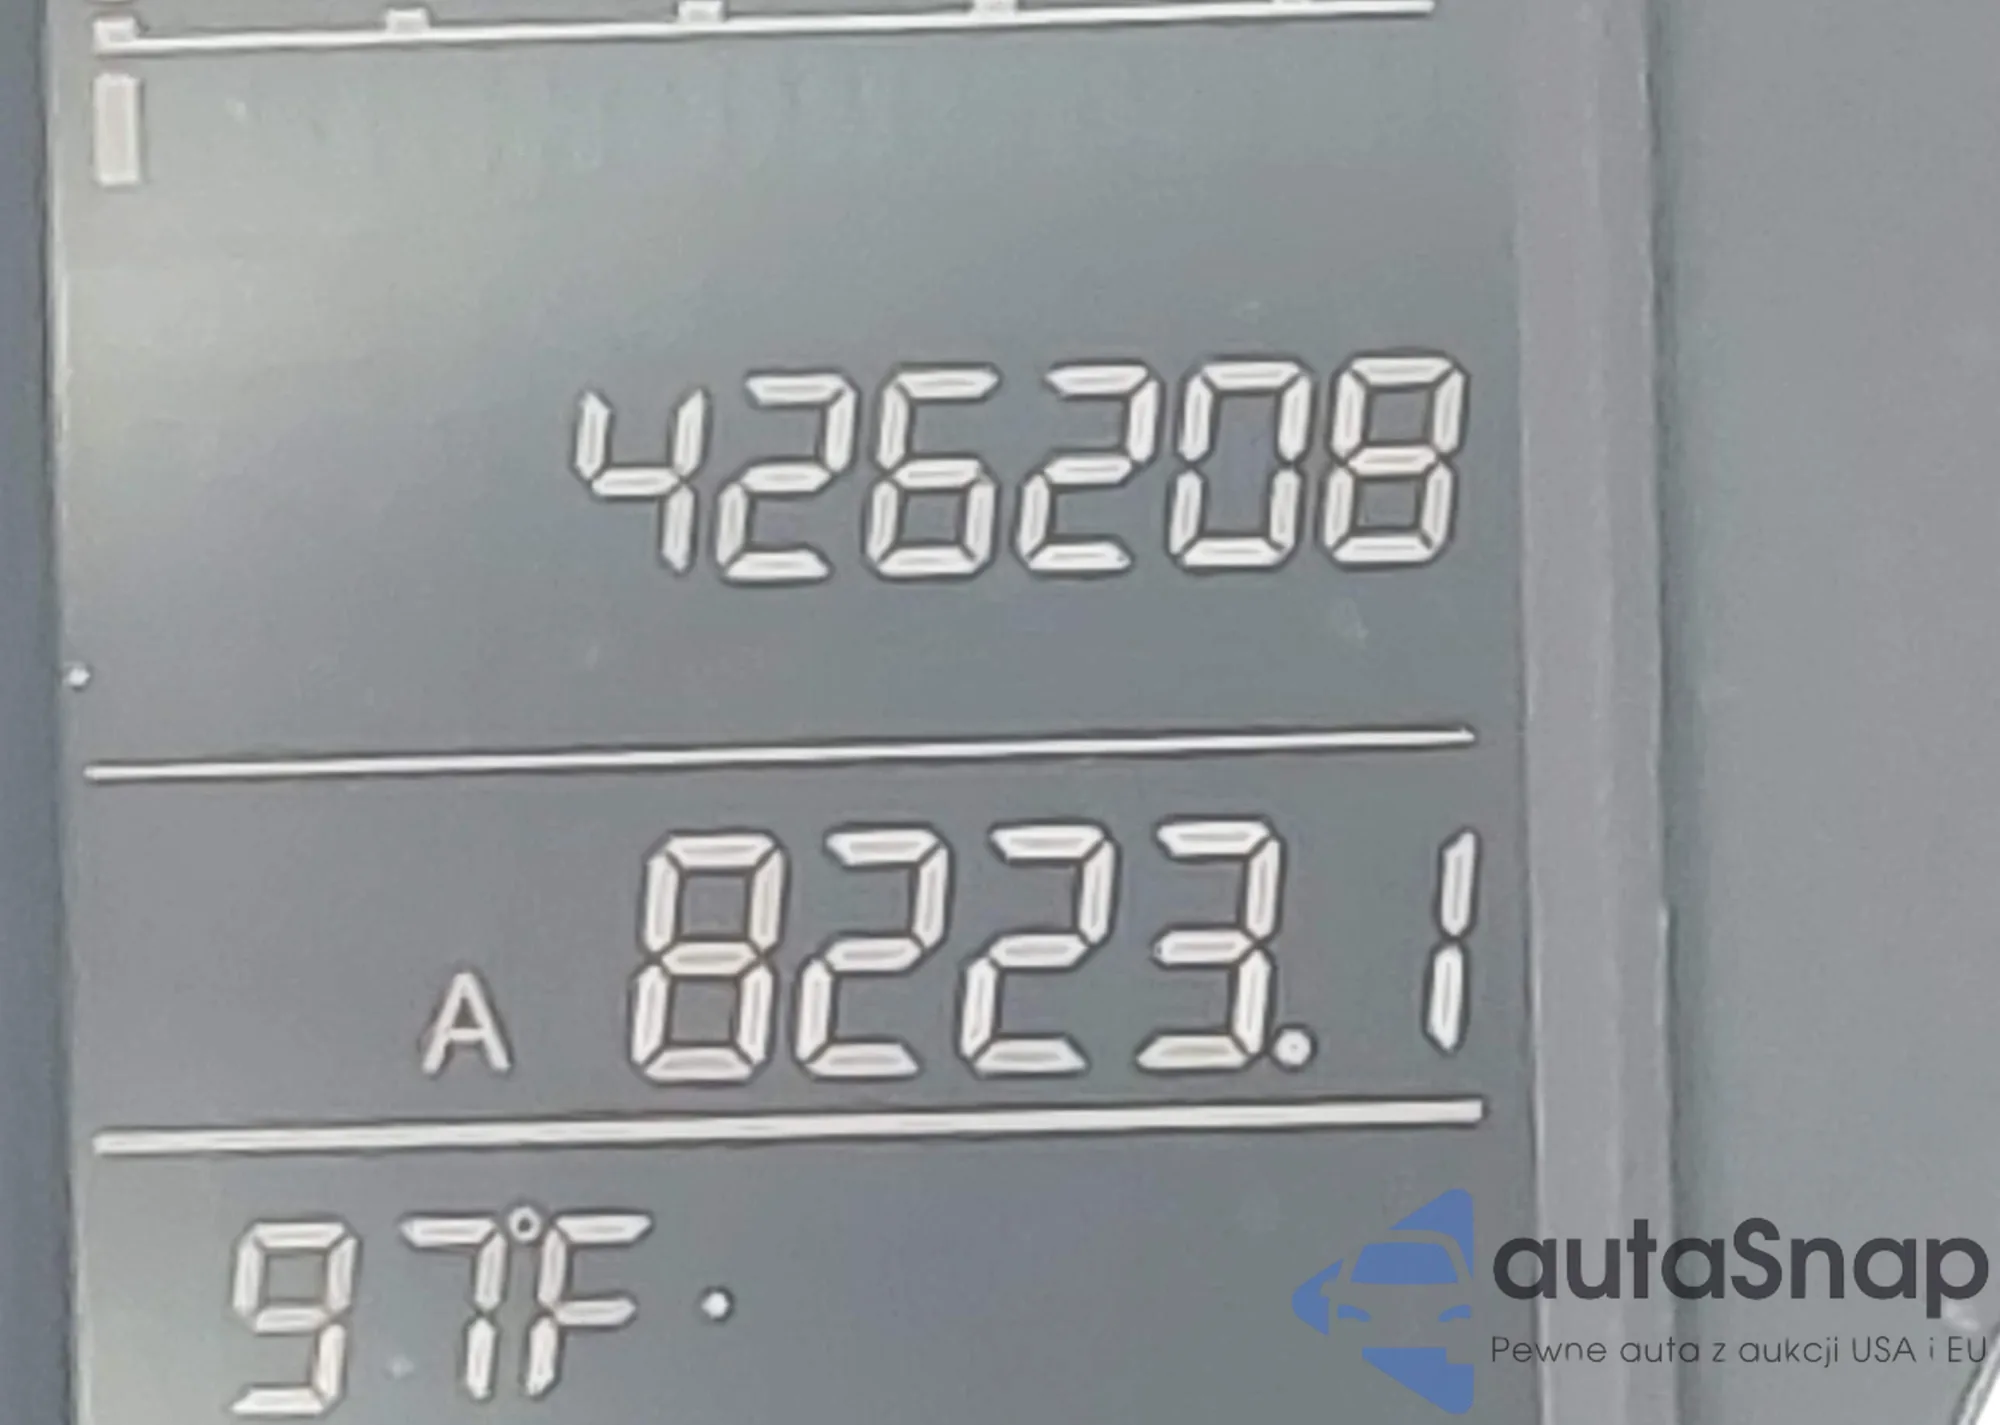 426208
A 8223.1
97°F
autaSnap
Pewne auta z aukcji USA i EU